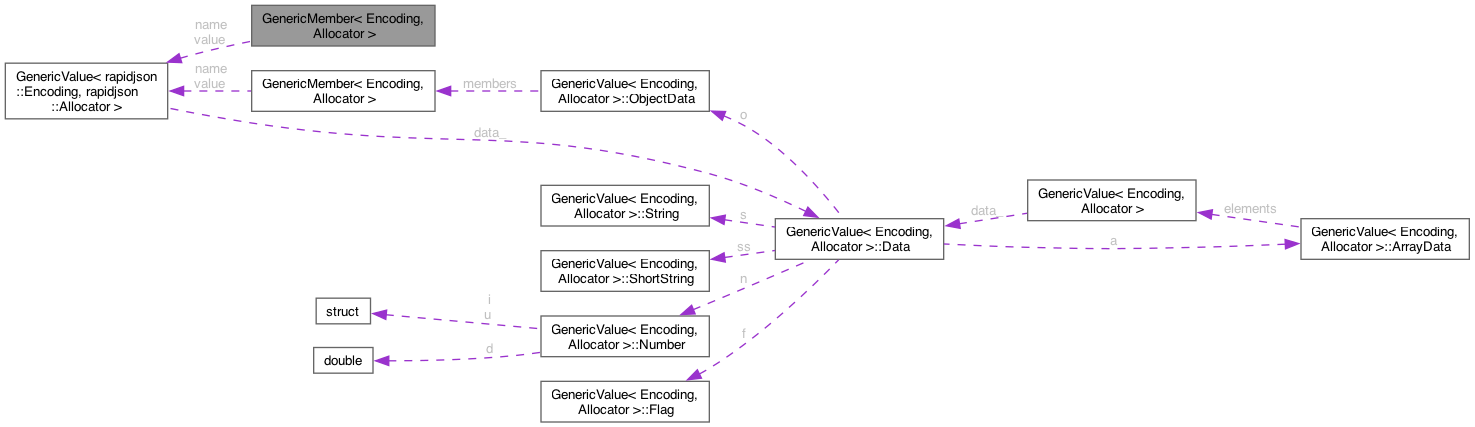 GenericMember< Encoding,
Allocator >
name
value
GenericValue< rapidjson
::Encoding, rapidjson
::Allocator >
name
value
GenericMember< Encoding,
Allocator >
members
GenericValue< Encoding,
Allocator >::ObjectData
data_
o
GenericValue< Encoding,
Allocator >::String
s
GenericValue< Encoding,
Allocator >::ShortString
ss
GenericValue< Encoding,
Allocator >::Data
data_
a
GenericValue< Encoding,
Allocator >
elements
GenericValue< Encoding,
Allocator >::ArrayData
n
f
struct
i
u
GenericValue< Encoding,
Allocator >::Number
double
d
GenericValue< Encoding,
Allocator >::Flag